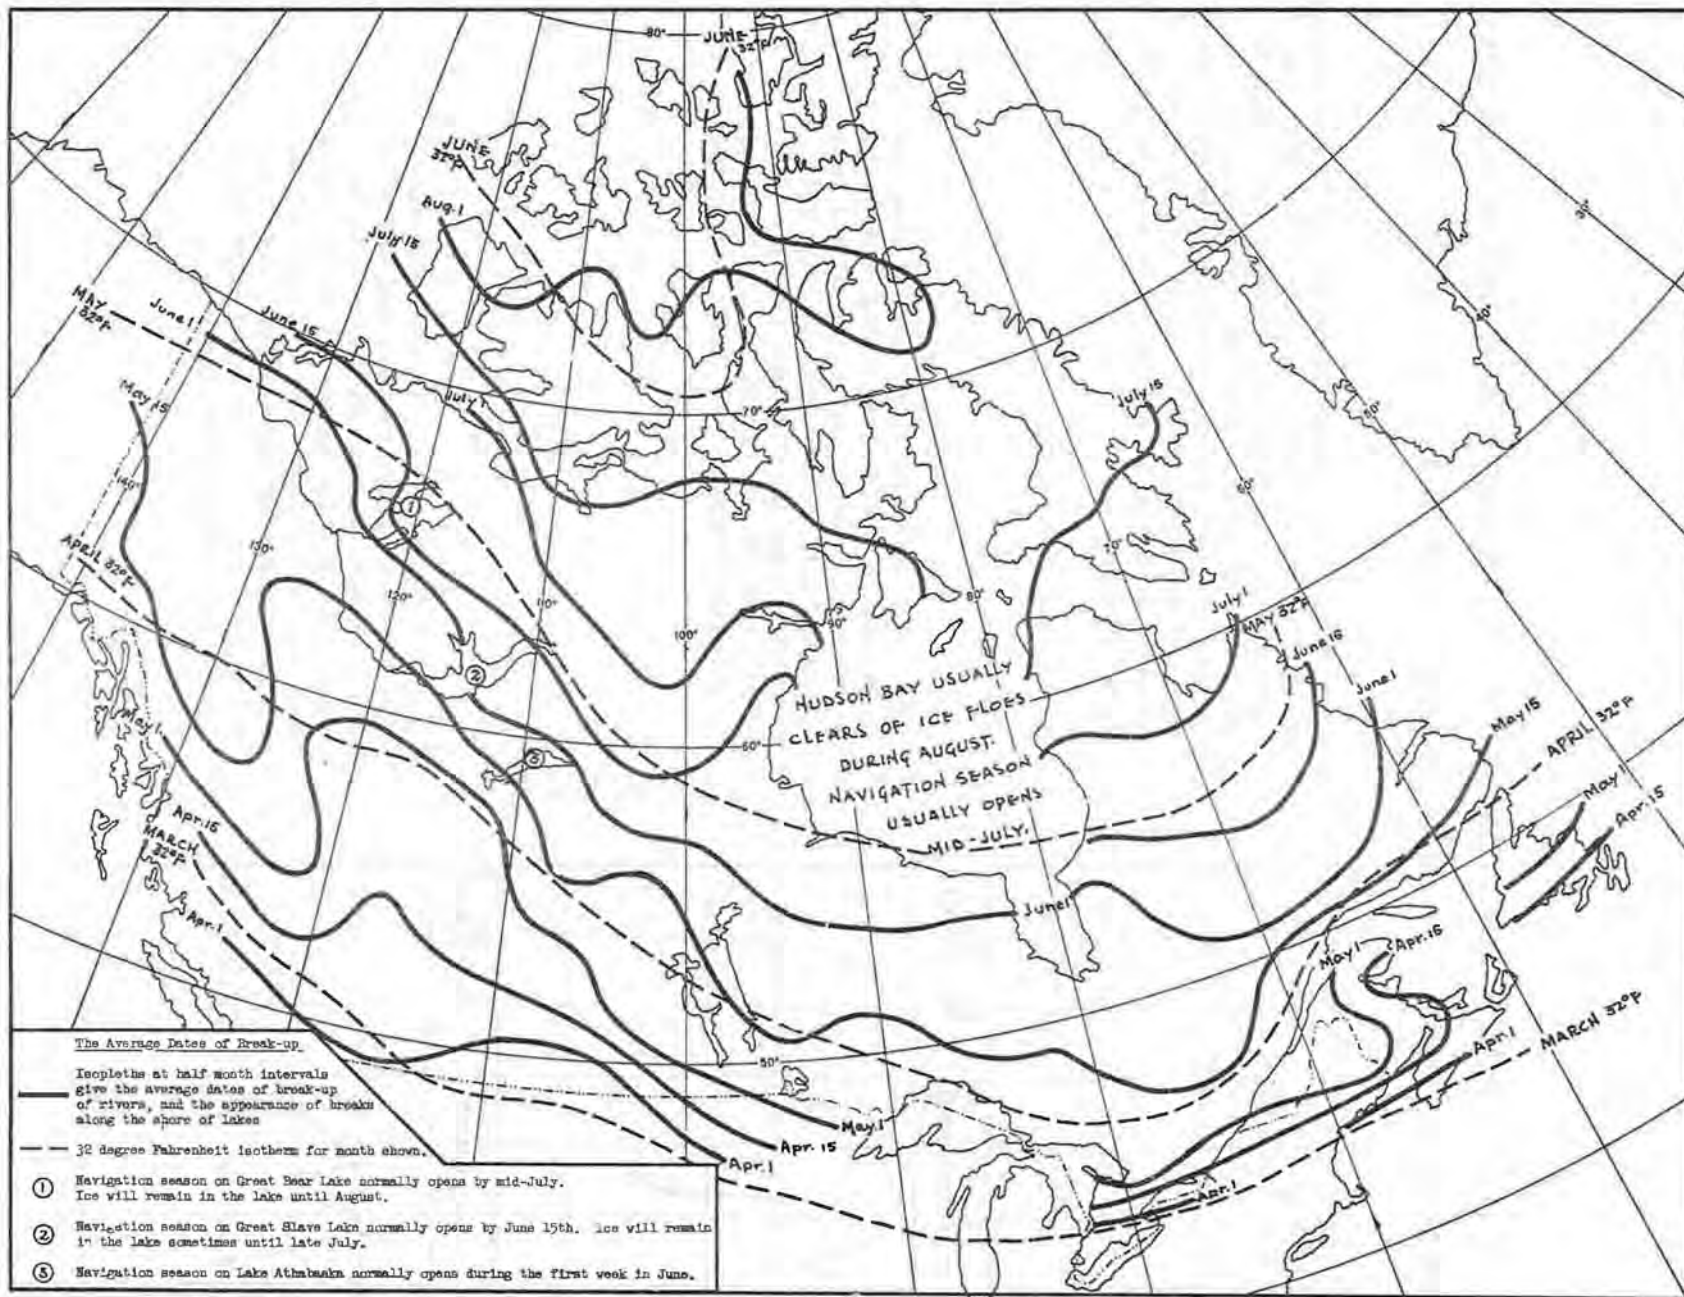 80°
JUNE
32°F
JUNE
32°F
30°
Aug. 1
July 15
MAY
32°F
June 1
June 15
40°
May 15
July 1
70°
July 15
50°
140°
1
60°
APRIL 32°F
130°
120°
110°
70°
100°
90°
80°
July 1
MAY 32°F
June 15
2
HUDSON BAY USUALLY
CLEARS OF ICE FLOES
DURING AUGUST.
NAVIGATION SEASON
USUALLY OPENS
MID-JULY.
June 1
May 1
May 15
APRIL 32°F
60°
3
May 1
Apr. 15
Apr. 15
MARCH
32°F
June 1
Apr. 1
May 1
Apr. 15
MARCH 32°F
Apr. 1
50°
May 1
Apr. 15
Apr. 1
Apr. 1
The Average Dates of Break-up
Isopleths at half month intervals
give the average dates of break-up
of rivers, and the appearance of breaks
along the shore of lakes
32 degree Fahrenheit isotherm for month shown.
1 Navigation season on Great Bear Lake normally opens by mid-July.
Ice will remain in the lake until August.
2 Navigation season on Great Slave Lake normally opens by June 15th. Ice will remain
in the lake sometimes until late July.
3 Navigation season on Lake Athabaska normally opens during the first week in June.